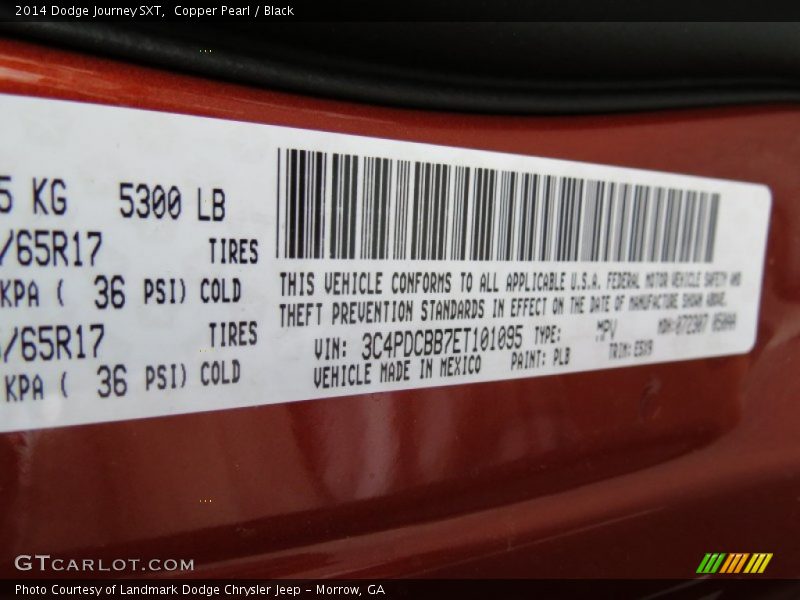 2014 Dodge Journey SXT, Copper Pearl / Black
5 KG 5300 LB
/65R17 TIRES
KPA ( 36 PSI) COLD
/65R17 TIRES
KPA ( 36 PSI) COLD
THIS VEHICLE CONFORMS TO ALL APPLICABLE U.S.A. FEDERAL MOTOR VEHICLE SAFETY AND
THEFT PREVENTION STANDARDS IN EFFECT ON THE DATE OF MANUFACTURE SHOWN ABOVE.
VIN: 3C4PDCBB7ET101095 TYPE: MPV
VEHICLE MADE IN MEXICO PAINT: PLB TRIM:
GTCARLOT.COM
Photo Courtesy of Landmark Dodge Chrysler Jeep - Morrow, GA